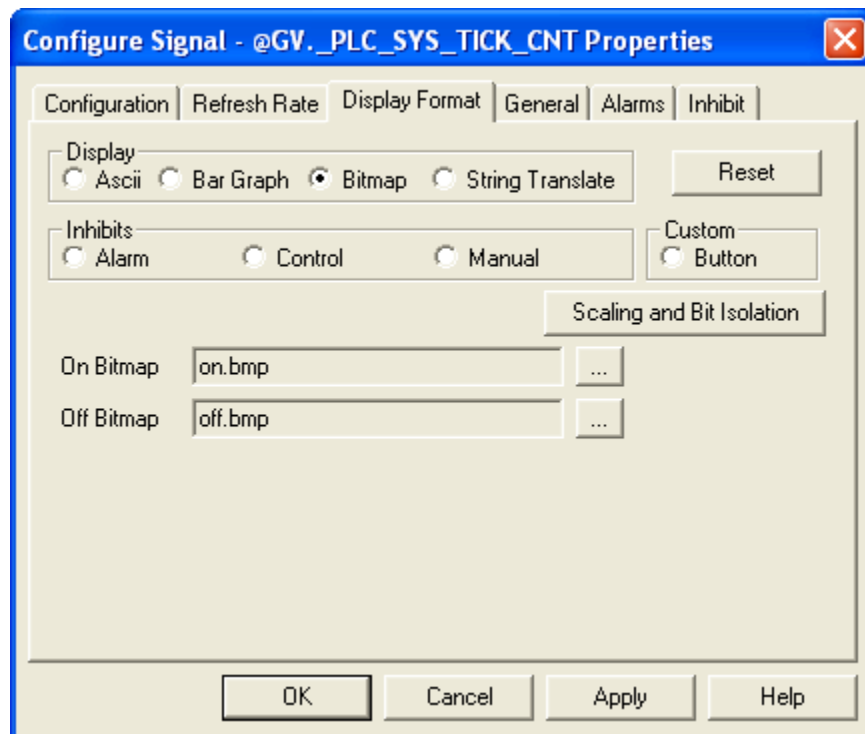 Configure Signal - @GV._PLC_SYS_TICK_CNT Properties
Configuration Refresh Rate Display Format General Alarms Inhibit
Display
Ascii Bar Graph Bitmap String Translate Reset
Inhibits Custom
Alarm Control Manual Button
Scaling and Bit Isolation
On Bitmap on.bmp ...
Off Bitmap off.bmp ...
OK Cancel Apply Help